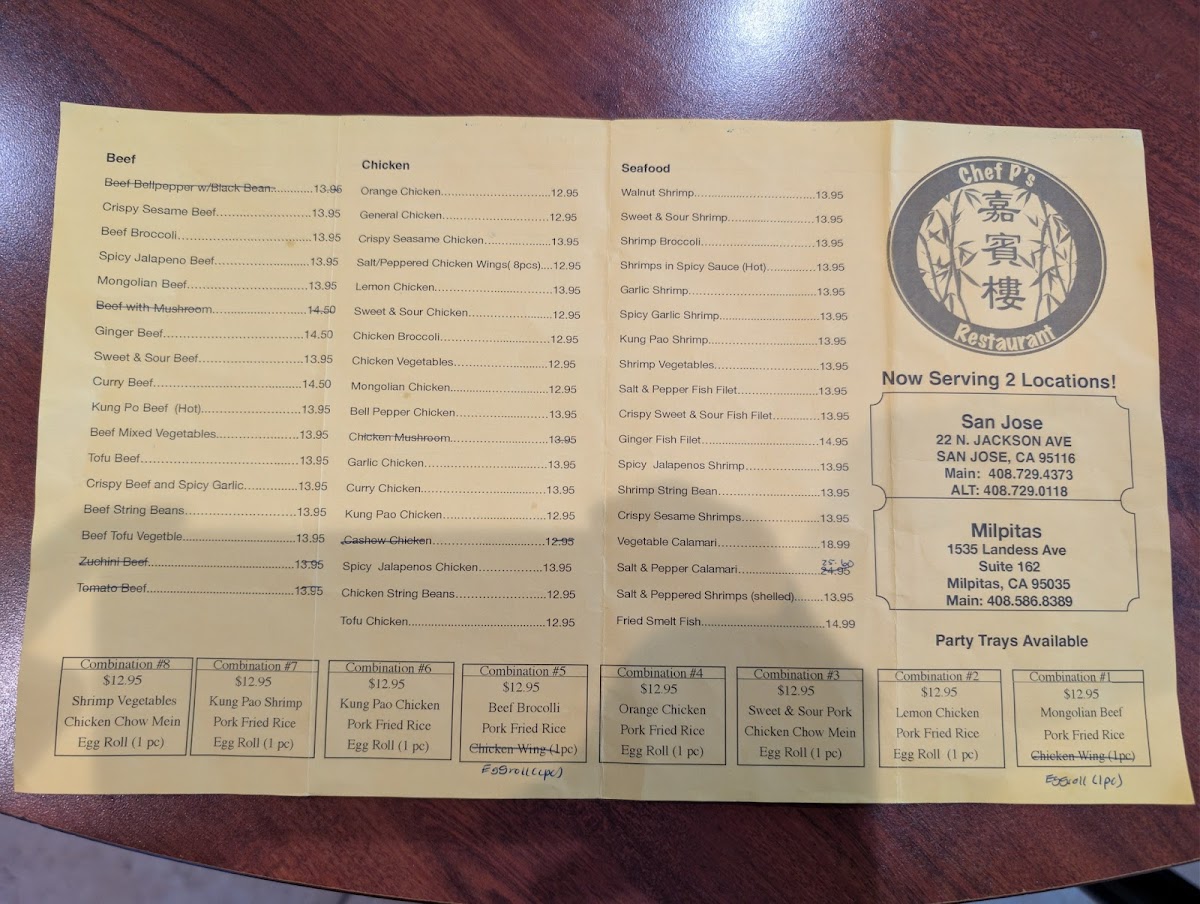 Beef
Beef Bellpepper w/Black Bean............13.95
Crispy Sesame Beef.........................13.95
Beef Broccoli...................................13.95
Spicy Jalapeno Beef........................13.95
Mongolian Beef................................13.95
Beef with Mushroom........................14.50
Ginger Beef....................................14.50
Sweet & Sour Beef..........................13.95
Curry Beef......................................14.50
Kung Po Beef (Hot).........................13.95
Beef Mixed Vegetables....................13.95
Tofu Beef........................................13.95
Crispy Beef and Spicy Garlic............13.95
Beef String Beans............................13.95
Beef Tofu Vegetble..........................13.95
Zuchini Beef....................................13.95
Tomato Beef....................................13.95
Chicken
Orange Chicken...........................12.95
General Chicken..........................12.95
Crispy Seasame Chicken.................13.95
Salt/Peppered Chicken Wings( 8pcs)....12.95
Lemon Chicken.............................13.95
Sweet & Sour Chicken....................12.95
Chicken Broccoli...........................12.95
Chicken Vegetables........................12.95
Mongolian Chicken.........................12.95
Bell Pepper Chicken.......................13.95
Chicken Mushroom........................13.95
Garlic Chicken...............................13.95
Curry Chicken................................13.95
Kung Pao Chicken..........................12.95
Cashew Chicken.............................12.95
Spicy Jalapenos Chicken.................13.95
Chicken String Beans......................12.95
Tofu Chicken..................................12.95
Seafood
Walnut Shrimp...............................13.95
Sweet & Sour Shrimp......................13.95
Shrimp Broccoli.............................13.95
Shrimps in Spicy Sauce (Hot)...........13.95
Garlic Shrimp................................13.95
Spicy Garlic Shrimp........................13.95
Kung Pao Shrimp...........................13.95
Shrimp Vegetables.........................13.95
Salt & Pepper Fish Filet...................13.95
Crispy Sweet & Sour Fish Filet..........13.95
Ginger Fish Filet.............................14.95
Spicy Jalapenos Shrimp...................13.95
Shrimp String Bean.........................13.95
Crispy Sesame Shrimps...................13.95
Vegetable Calamari.........................18.99
25.60
Salt & Pepper Calamari....................24.95
Salt & Peppered Shrimps (shelled)......13.95
Fried Smelt Fish..............................14.99
Chef P's
嘉
賓
樓
Restaurant
Now Serving 2 Locations!
San Jose
22 N. JACKSON AVE
SAN JOSE, CA 95116
Main: 408.729.4373
ALT: 408.729.0118
Milpitas
1535 Landess Ave
Suite 162
Milpitas, CA 95035
Main: 408.586.8389
Party Trays Available
Combination #8
$12.95
Shrimp Vegetables
Chicken Chow Mein
Egg Roll (1 pc)
Combination #7
$12.95
Kung Pao Shrimp
Pork Fried Rice
Egg Roll (1 pc)
Combination #6
$12.95
Kung Pao Chicken
Pork Fried Rice
Egg Roll (1 pc)
Combination #5
$12.95
Beef Brocolli
Pork Fried Rice
Chicken Wing (1pc)
Eggroll (1pc)
Combination #4
$12.95
Orange Chicken
Pork Fried Rice
Egg Roll (1 pc)
Combination #3
$12.95
Sweet & Sour Pork
Chicken Chow Mein
Egg Roll (1 pc)
Combination #2
$12.95
Lemon Chicken
Pork Fried Rice
Egg Roll (1 pc)
Combination #1
$12.95
Mongolian Beef
Pork Fried Rice
Chicken Wing (1pc)
Eggroll (1pc)